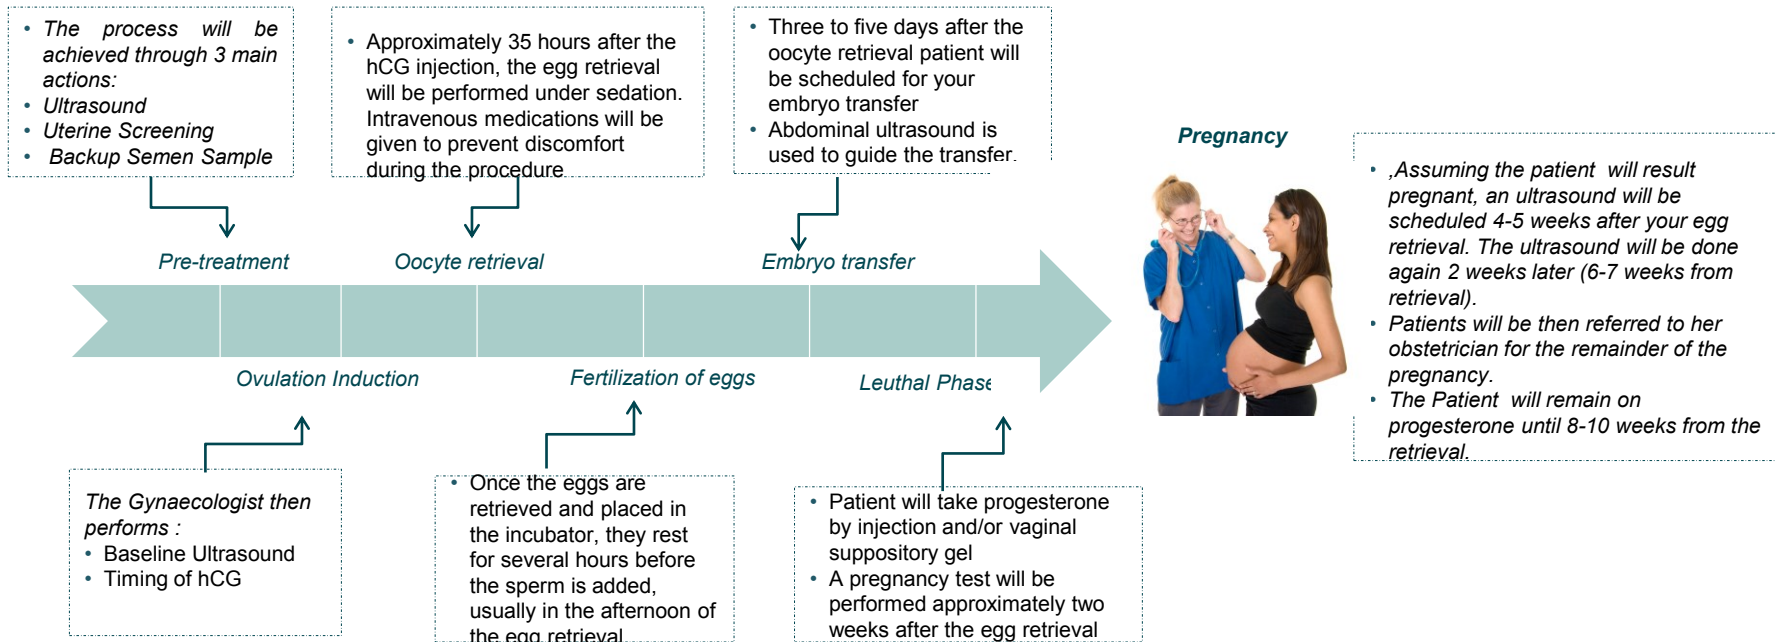 • The process will be
achieved through 3 main
actions:
• Ultrasound
• Uterine Screening
• Backup Semen Sample
• Approximately 35 hours after the
hCG injection, the egg retrieval
will be performed under sedation.
Intravenous medications will be
given to prevent discomfort
during the procedure
• Three to five days after the
oocyte retrieval patient will
be scheduled for your
embryo transfer
• Abdominal ultrasound is
used to guide the transfer.
Pre-treatment
Oocyte retrieval
Embryo transfer
Ovulation Induction
Fertilization of eggs
Leuthal Phase
The Gynaecologist then
performs :
• Baseline Ultrasound
• Timing of hCG
• Once the eggs are
retrieved and placed in
the incubator, they rest
for several hours before
the sperm is added,
usually in the afternoon of
the egg retrieval
• Patient will take progesterone
by injection and/or vaginal
suppository gel
• A pregnancy test will be
performed approximately two
weeks after the egg retrieval
Pregnancy
• ,Assuming the patient will result
pregnant, an ultrasound will be
scheduled 4-5 weeks after your egg
retrieval. The ultrasound will be done
again 2 weeks later (6-7 weeks from
retrieval).
• Patients will be then referred to her
obstetrician for the remainder of the
pregnancy.
• The Patient will remain on
progesterone until 8-10 weeks from the
retrieval.